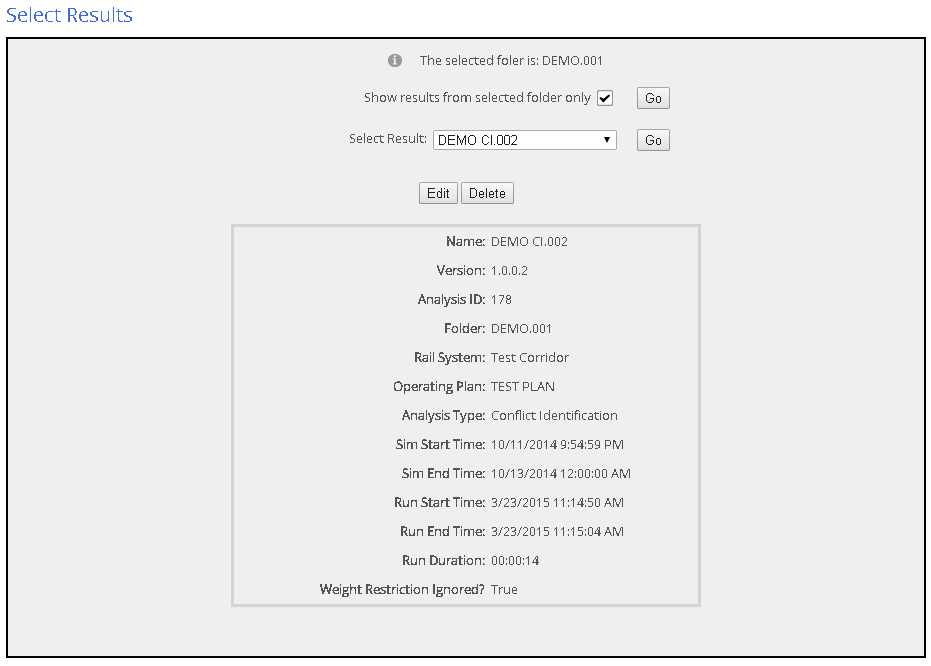 Select Results
The selected foler is: DEMO.001
Show results from selected folder only Go
Select Result: DEMO CI.002 Go
Edit Delete
Name: DEMO CI.002
Version: 1.0.0.2
Analysis ID: 178
Folder: DEMO.001
Rail System: Test Corridor
Operating Plan: TEST PLAN
Analysis Type: Conflict Identification
Sim Start Time: 10/11/2014 9:54:59 PM
Sim End Time: 10/13/2014 12:00:00 AM
Run Start Time: 3/23/2015 11:14:50 AM
Run End Time: 3/23/2015 11:15:04 AM
Run Duration: 00:00:14
Weight Restriction Ignored? True